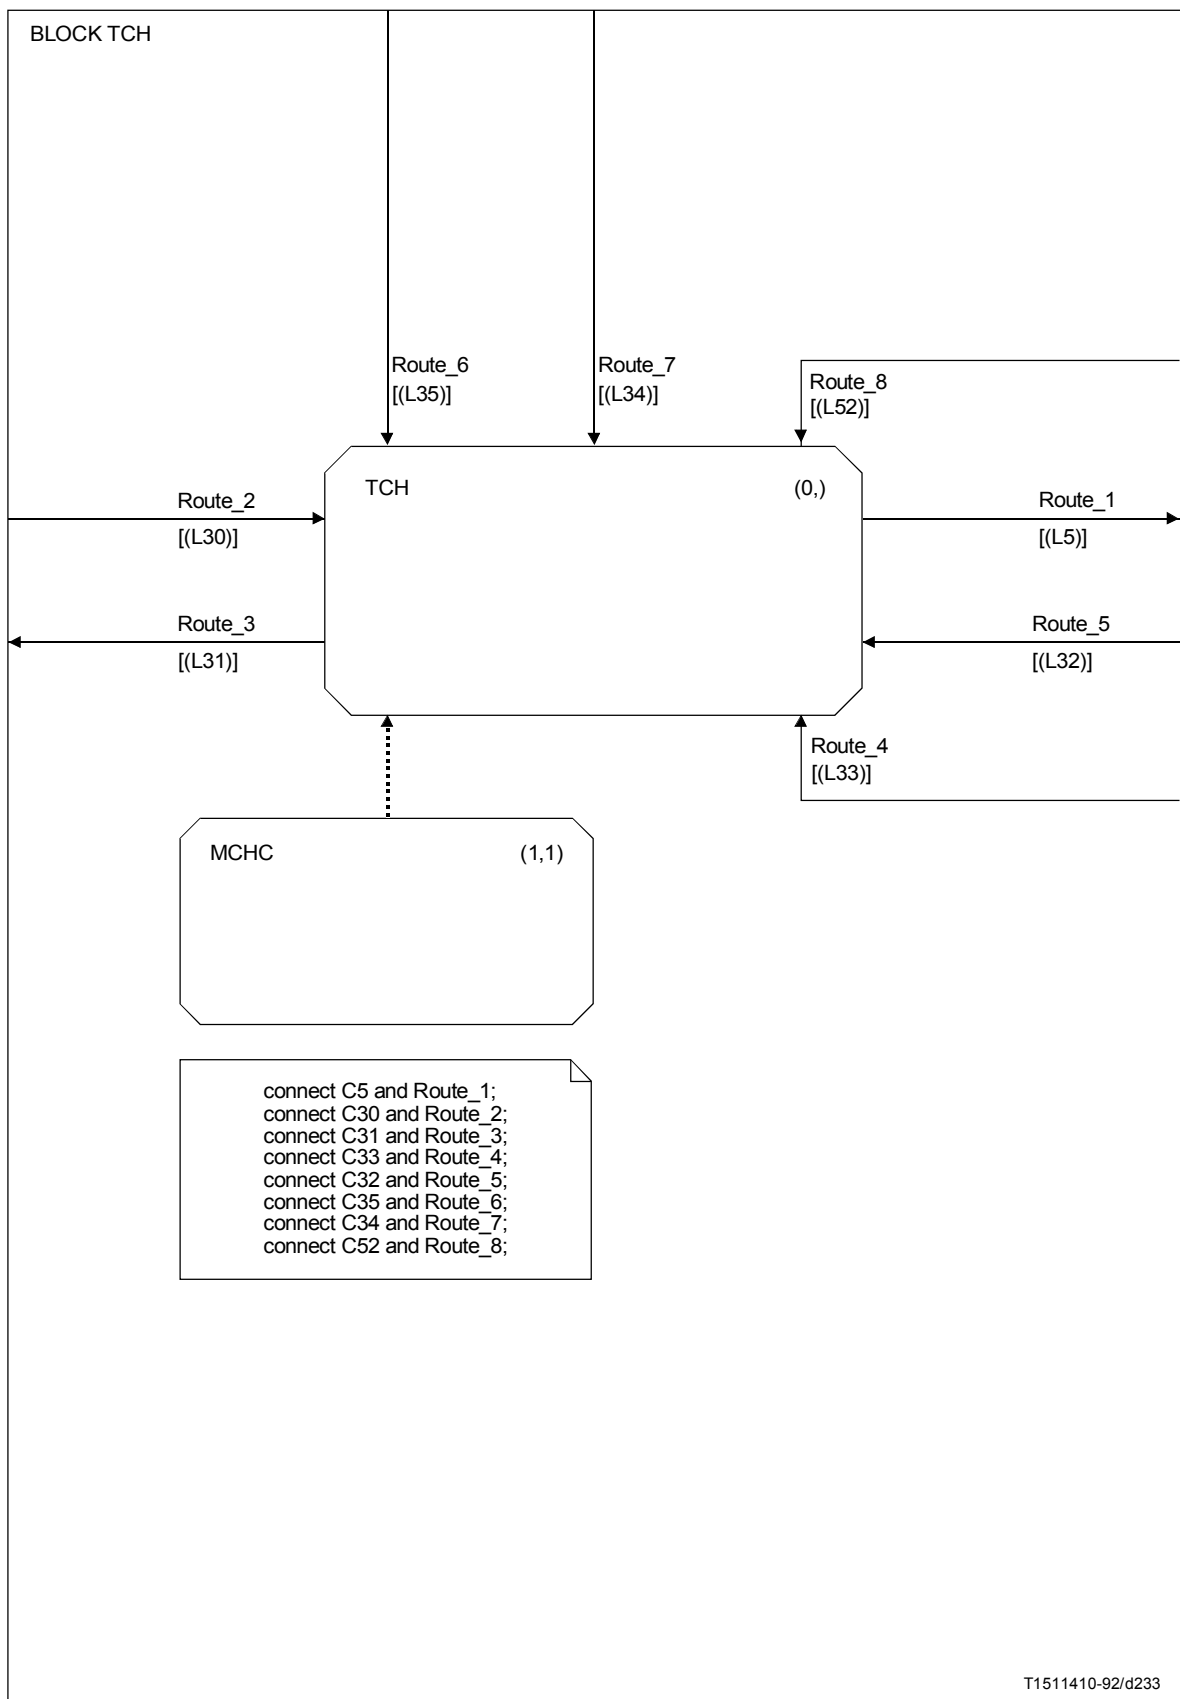 BLOCK TCH
Route_6
[(L35)]
Route_7
[(L34)]
Route_8
[(L52)]
TCH (0,)
Route_2
[(L30)]
Route_1
[(L5)]
Route_3
[(L31)]
Route_5
[(L32)]
Route_4
[(L33)]
MCHC (1,1)
connect C5 and Route_1;
connect C30 and Route_2;
connect C31 and Route_3;
connect C33 and Route_4;
connect C32 and Route_5;
connect C35 and Route_6;
connect C34 and Route_7;
connect C52 and Route_8;
T1511410-92/d233